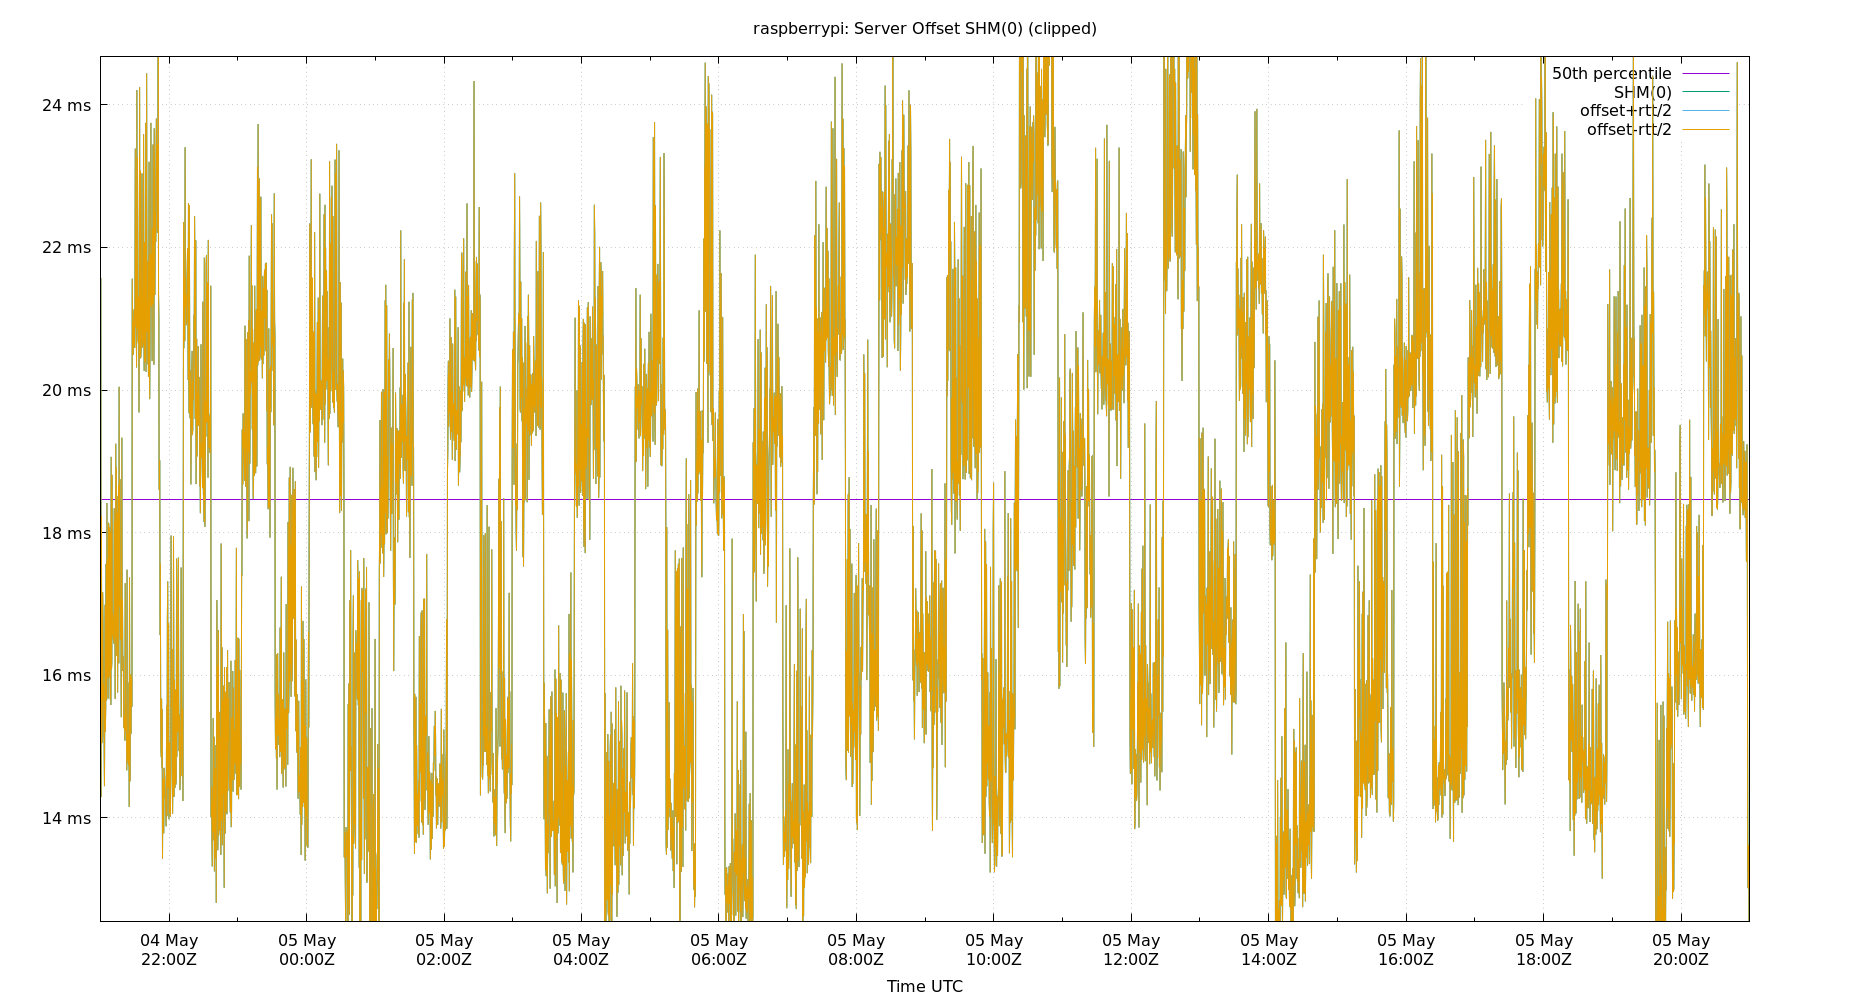 raspberrypi: Server Offset SHM(0) (clipped)
50th percentile
SHM(0)
offset+rtt/2
offset-rtt/2
24 ms
22 ms
20 ms
18 ms
16 ms
14 ms
04 May 05 May 05 May 05 May 05 May 05 May 05 May 05 May 05 May 05 May 05 May 05 May
22:00Z 00:00Z 02:00Z 04:00Z 06:00Z 08:00Z 10:00Z 12:00Z 14:00Z 16:00Z 18:00Z 20:00Z
Time UTC